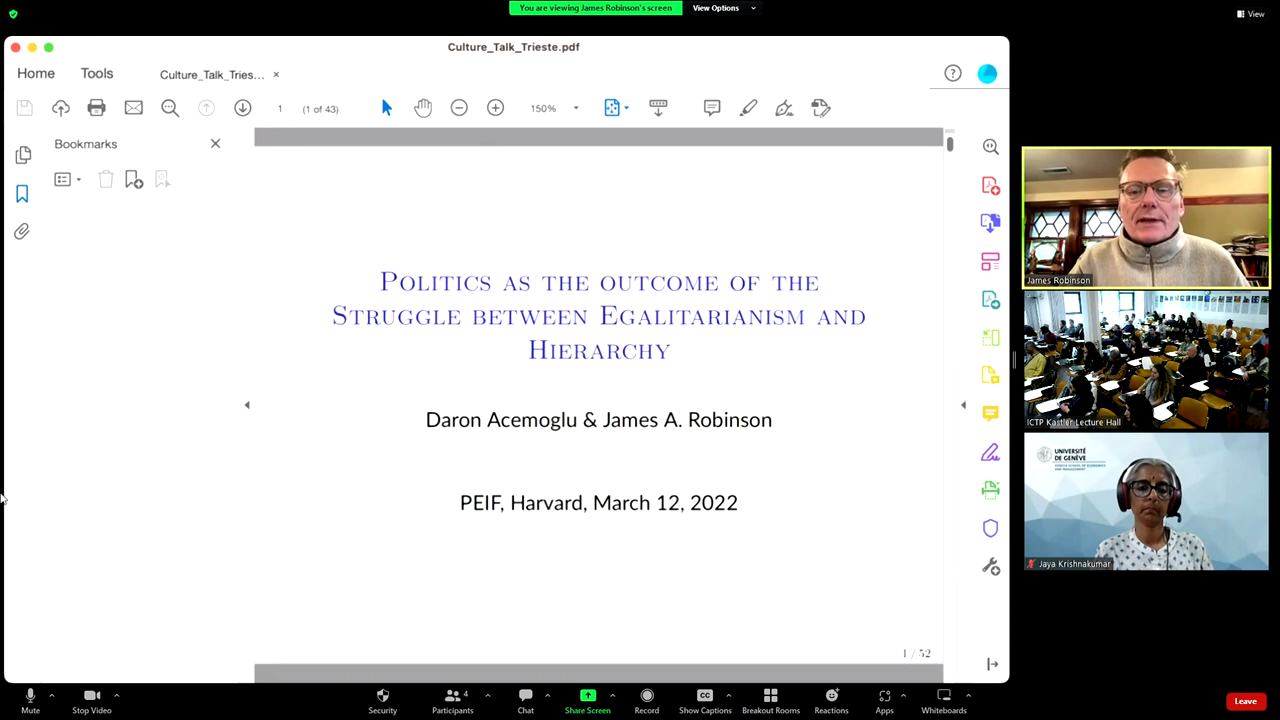 You are viewing James Robinson's screen
View Options
View
Culture_Talk_Trieste.pdf
Home
Tools
Culture_Talk_Tries...
1
(1 of 43)
150%
Bookmarks
POLITICS AS THE OUTCOME OF THE
STRUGGLE BETWEEN EGALITARIANISM AND
HIERARCHY
Daron Acemoglu & James A. Robinson
PEIF, Harvard, March 12, 2022
1 / 52
James Robinson
ICTP Kastler Lecture Hall
UNIVERSITÉ
DE GENÈVE
Jaya Krishnakumar
Mute
Stop Video
Security
Participants
4
Chat
Share Screen
Record
CC
Show Captions
Breakout Rooms
Reactions
Apps
Whiteboards
Leave